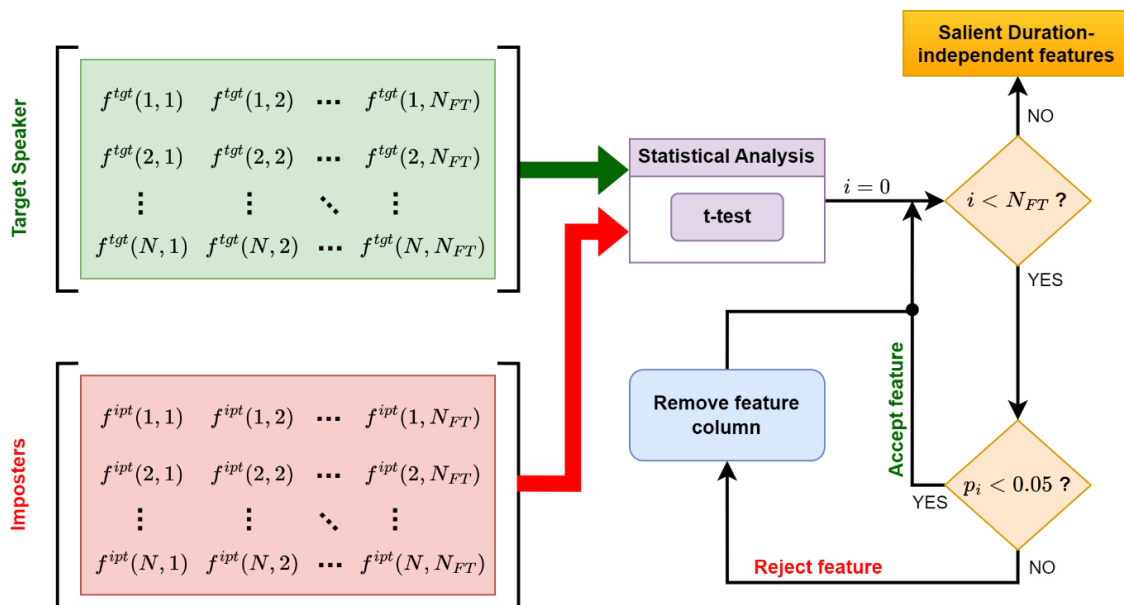 Target Speaker
f^{tgt}(1, 1) f^{tgt}(1, 2) ... f^{tgt}(1, N_{FT})
f^{tgt}(2, 1) f^{tgt}(2, 2) ... f^{tgt}(2, N_{FT})
⋮ ⋮ ⋱ ⋮
f^{tgt}(N, 1) f^{tgt}(N, 2) ... f^{tgt}(N, N_{FT})
Imposters
f^{ipt}(1, 1) f^{ipt}(1, 2) ... f^{ipt}(1, N_{FT})
f^{ipt}(2, 1) f^{ipt}(2, 2) ... f^{ipt}(2, N_{FT})
⋮ ⋮ ⋱ ⋮
f^{ipt}(N, 1) f^{ipt}(N, 2) ... f^{ipt}(N, N_{FT})
Statistical Analysis
t-test
i = 0
i < N_{FT} ?
NO
Salient Duration-
independent features
YES
p_i < 0.05 ?
YES
Accept feature
NO
Reject feature
Remove feature
column